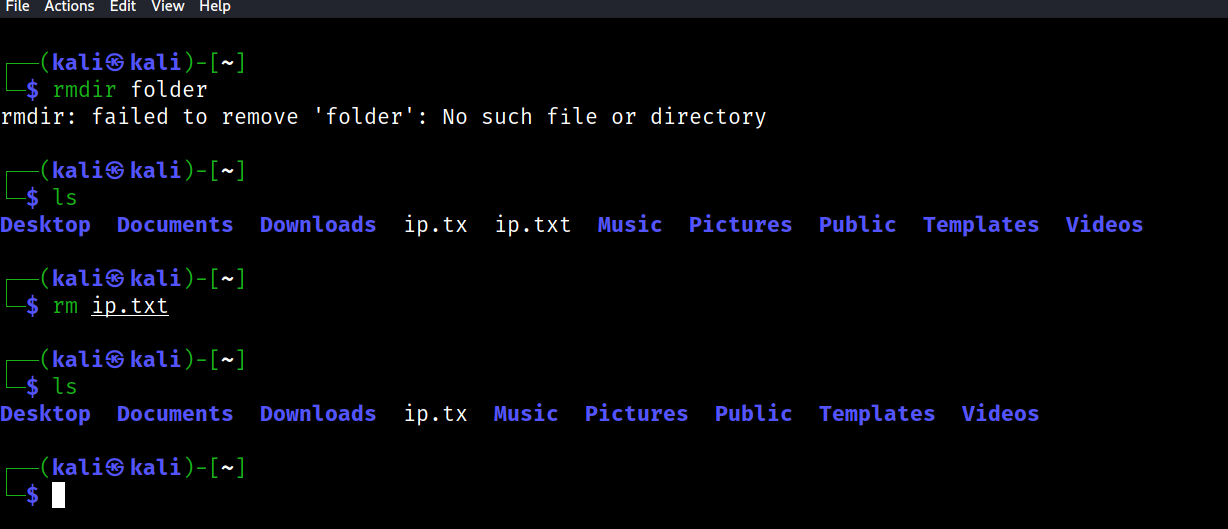 File Actions Edit View Help
┌──(kali㉿kali)-[~]
└─$ rmdir folder
rmdir: failed to remove 'folder': No such file or directory
┌──(kali㉿kali)-[~]
└─$ ls
Desktop Documents Downloads ip.tx ip.txt Music Pictures Public Templates Videos
┌──(kali㉿kali)-[~]
└─$ rm ip.txt
┌──(kali㉿kali)-[~]
└─$ ls
Desktop Documents Downloads ip.tx Music Pictures Public Templates Videos
┌──(kali㉿kali)-[~]
└─$